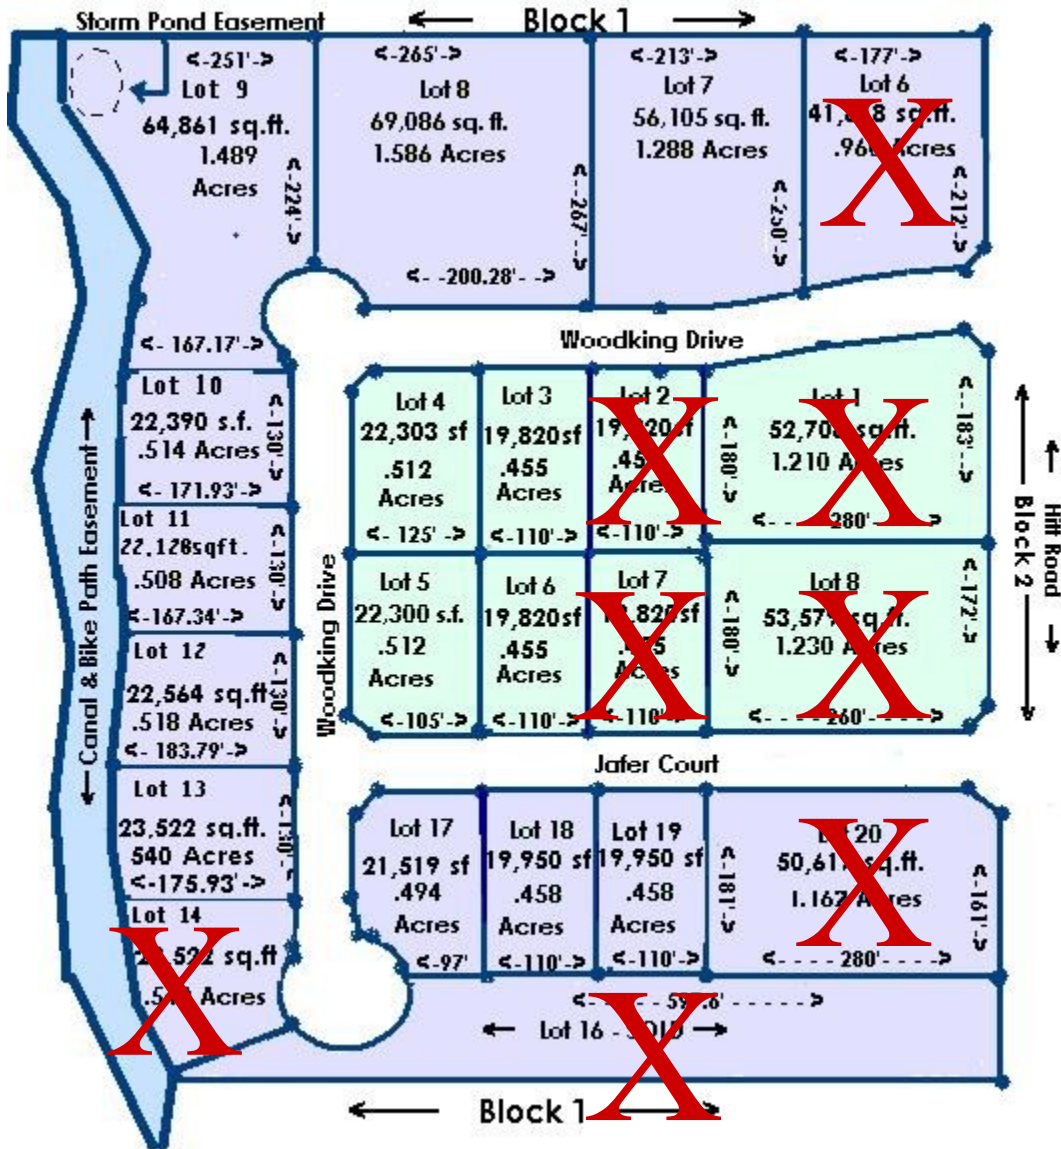 Storm Pond Easement
<--- Block 1 --->
<-251'->
Lot 9
64,861 sq.ft.
1.489
Acres
<-224'->
<-265'->
Lot 8
69,086 sq. ft.
1.586 Acres
<-267'-->
<- -200.28'- ->
<-213'->
Lot 7
56,105 sq. ft.
1.288 Acres
<-250'->
<-177'->
Lot 6
Acres
<-212'->
X
<- 167.17'->
Woodking Drive
Lot 10
22,390 s.f.
.514 Acres
<-130'->
<- 171.93'->
Lot 11
22,128sqft.
.508 Acres
<-130'->
<-167.34'->
Lot 12
22,564 sq.ft
.518 Acres
<-130'->
<- 183.79'->
Lot 13
23,522 sq.ft.
540 Acres
<-130'-
<-175.93'->
Lot 14
sq.ft
Acres
X
<-- Canal & Bike Path Easement -->
Woodking Drive
Lot 4
22,303 sf
.512
Acres
<- 125' ->
Lot 3
19,820sf
.455
Acres
<-110'->
Lot 2
Acres
<-110'->
X
<-180'->
Lot 1
sq.ft.
1.210 Acres
<- - - - -280'- - - - ->
<--183'->
X
Lot 5
22,300 s.f.
.512
Acres
<-105'->
Lot 6
19,820sf
.455
Acres
<-110'->
Lot 7
Acres
<-110'->
X
<-180'->
Lot 8
sq.ft.
1.230 Acres
<- - - - -260'- - - - ->
<-172'->
X
<--- Block 2 --->
<- Hitt Road ->
Jafer Court
Lot 17
21,519 sf
.494
Acres
<-97'
Lot 18
19,950 sf
.458
Acres
<-110'->
Lot 19
19,950 sf
.458
Acres
<-110'->
<-181'->
Lot 20
sq.ft.
1.162 Acres
<- - - - -280'- - - ->
<-161'->
X
<- Lot 16 - SOLD ->
X
<--- Block 1 --->